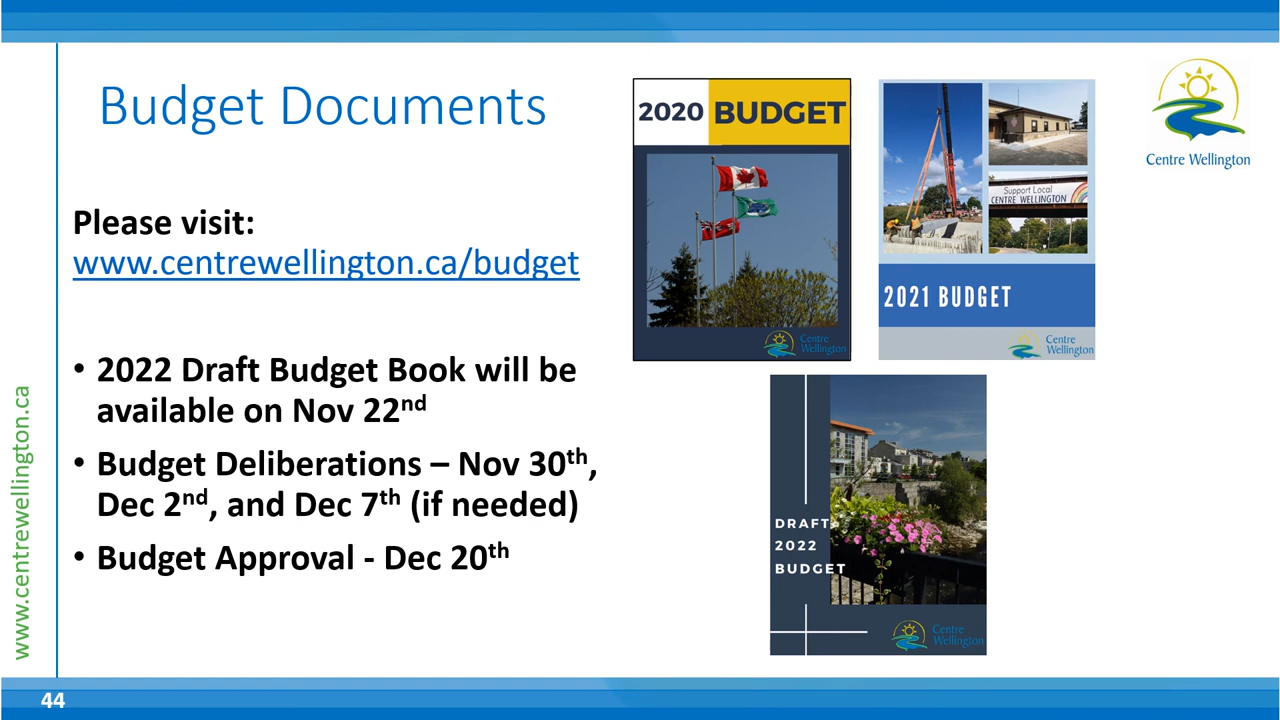 Budget Documents
Please visit:
www.centrewellington.ca/budget
• 2022 Draft Budget Book will be
available on Nov 22nd
• Budget Deliberations – Nov 30th,
Dec 2nd, and Dec 7th (if needed)
• Budget Approval - Dec 20th
2020 BUDGET
Centre
Wellington
Support Local
CENTRE WELLINGTON
2021 BUDGET
Centre
Wellington
DRAFT
2022
BUDGET
Centre
Wellington
Centre Wellington
www.centrewellington.ca
44